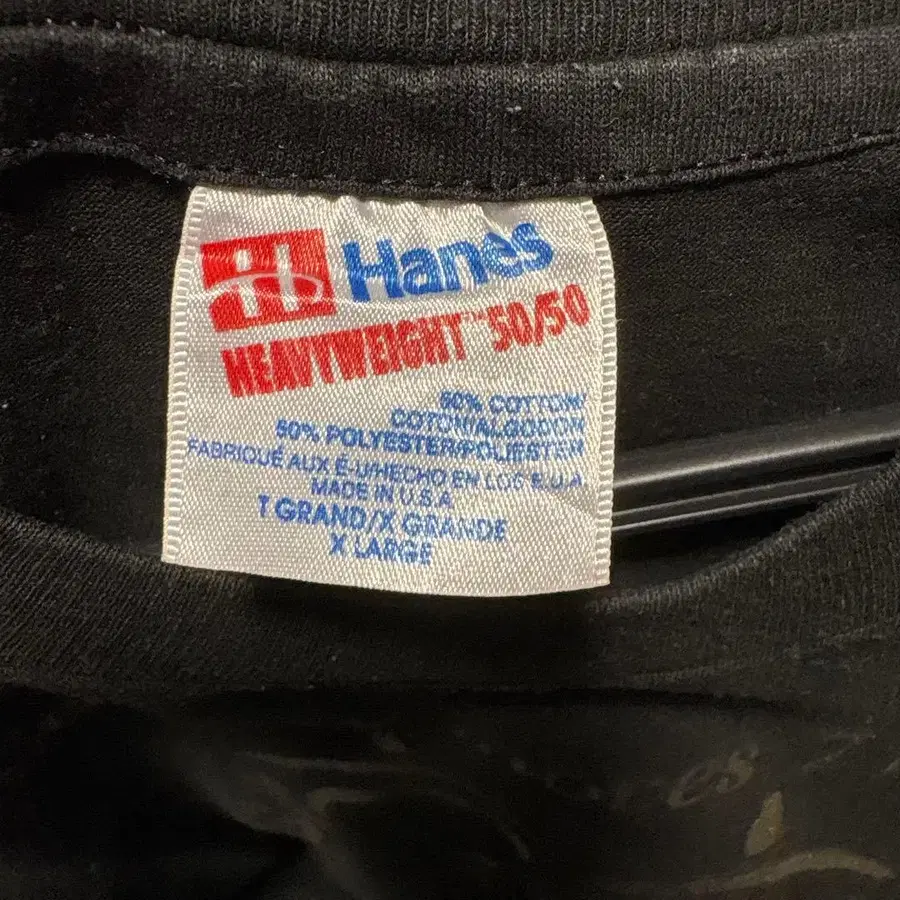 Hanes
HEAVYWEIGHT™ 50/50
50% COTTON/
COTON/ALGODON
50% POLYESTER/POLIESTER
FABRIQUÉ AUX É-U/HECHO EN LOS E.U.A
MADE IN U.S.A
T GRAND/X GRANDE
X LARGE